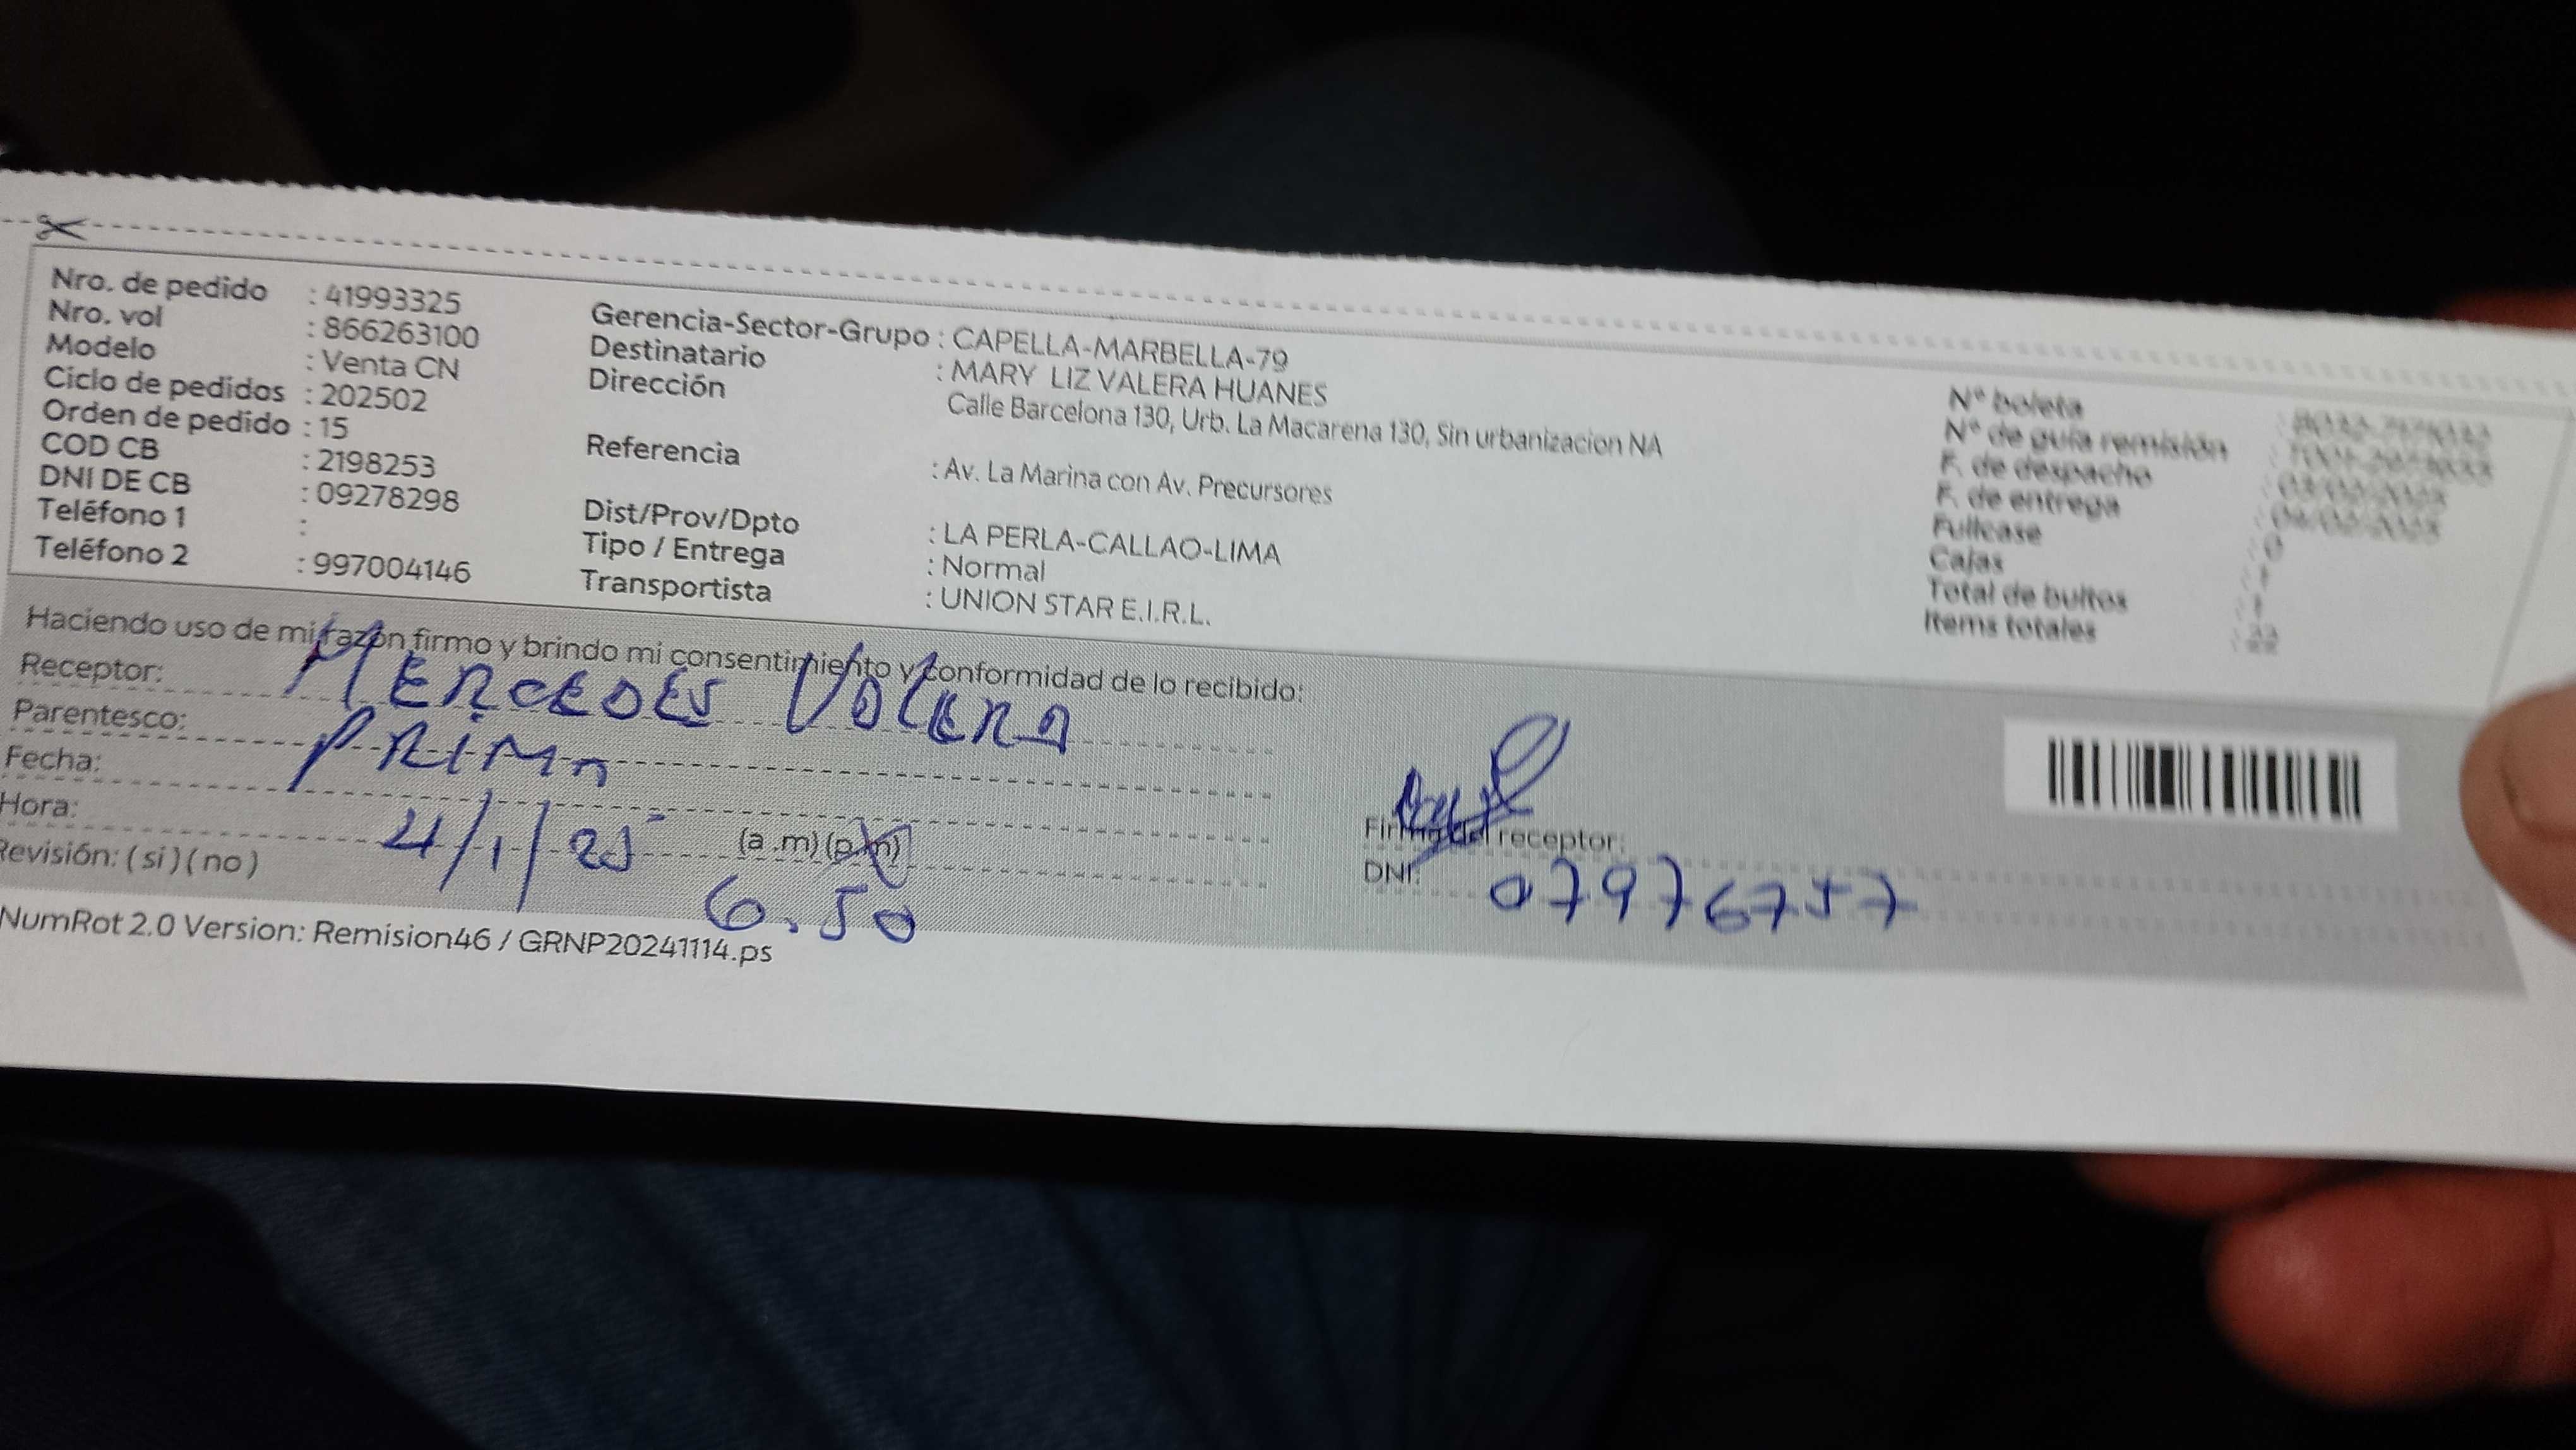 Nro. de pedido : 41993325
Nro. vol : 866263100
Modelo : Venta CN
Ciclo de pedidos : 202502
Orden de pedido : 15
COD CB : 2198253
DNI DE CB : 09278298
Teléfono 1 :
Teléfono 2 : 997004146
Gerencia-Sector-Grupo : CAPELLA-MARBELLA-79
Destinatario : MARY LIZ VALERA HUANES
Dirección Calle Barcelona 130, Urb. La Macarena 130, Sin urbanizacion NA
Referencia : Av. La Marina con Av. Precursores
Dist/Prov/Dpto : LA PERLA-CALLAO-LIMA
Tipo / Entrega : Normal
Transportista : UNION STAR E.I.R.L.
N° boleta
N° de guía remisión
F. de despacho
F. de entrega
Fullcase : 0
Cajas : 1
Total de bultos : 1
Items totales : 22
Haciendo uso de mi razón firmo y brindo mi consentimiento y conformidad de lo recibido:
Receptor: MERCEDES VALERA
Parentesco: PRIMA
Fecha: 4/1/25
Hora: (a .m) (p.m) 6.50
Revisión: ( si ) ( no )
Firma del receptor:
DNI: 07976757
NumRot 2.0 Version: Remision46 / GRNP20241114.ps